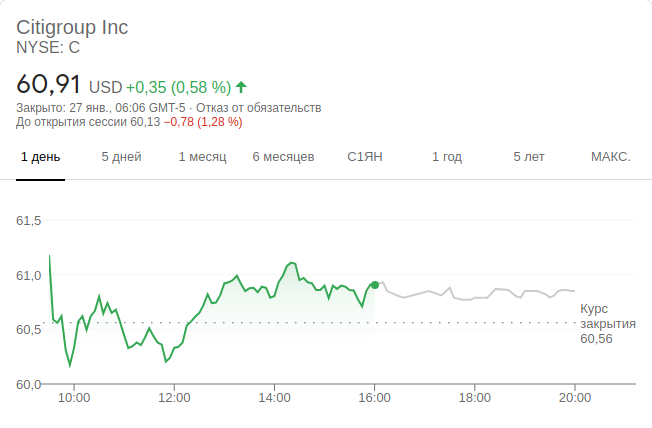 Citigroup Inc
NYSE: C
60,91 USD +0,35 (0,58 %)
Закрыто: 27 янв., 06:06 GMT-5 · Отказ от обязательств
До открытия сессии 60,13 −0,78 (1,28 %)
1 день 5 дней 1 месяц 6 месяцев С1ЯН 1 год 5 лет МАКС.
61,5
61,0
60,5
60,0
Курс
закрытия
60,56
10:00 12:00 14:00 16:00 18:00 20:00